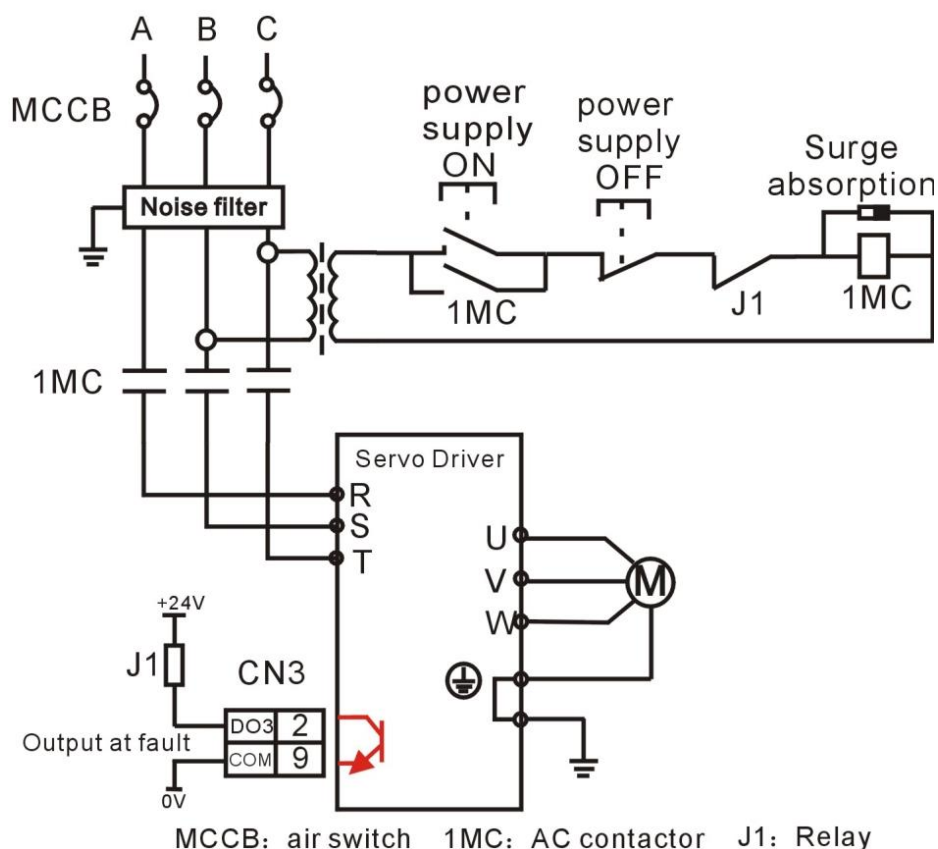 A B C
MCCB
power supply ON
power supply OFF
Surge absorption
Noise filter
1MC
J1
1MC
1MC
Servo Driver
R
S
T
U
V
W
M
+24V
J1
CN3
DO3 2
COM 9
Output at fault
0V
MCCB: air switch 1MC: AC contactor J1: Relay